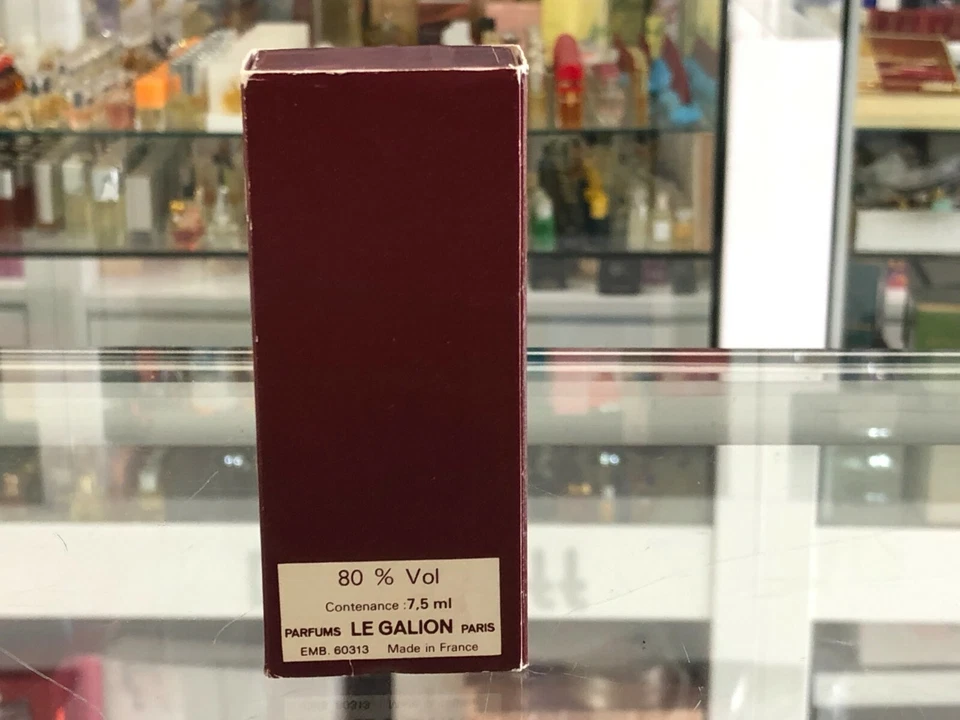 80 % Vol
Contenance :7,5 ml
PARFUMS LE GALION PARIS
EMB. 60313 Made in France